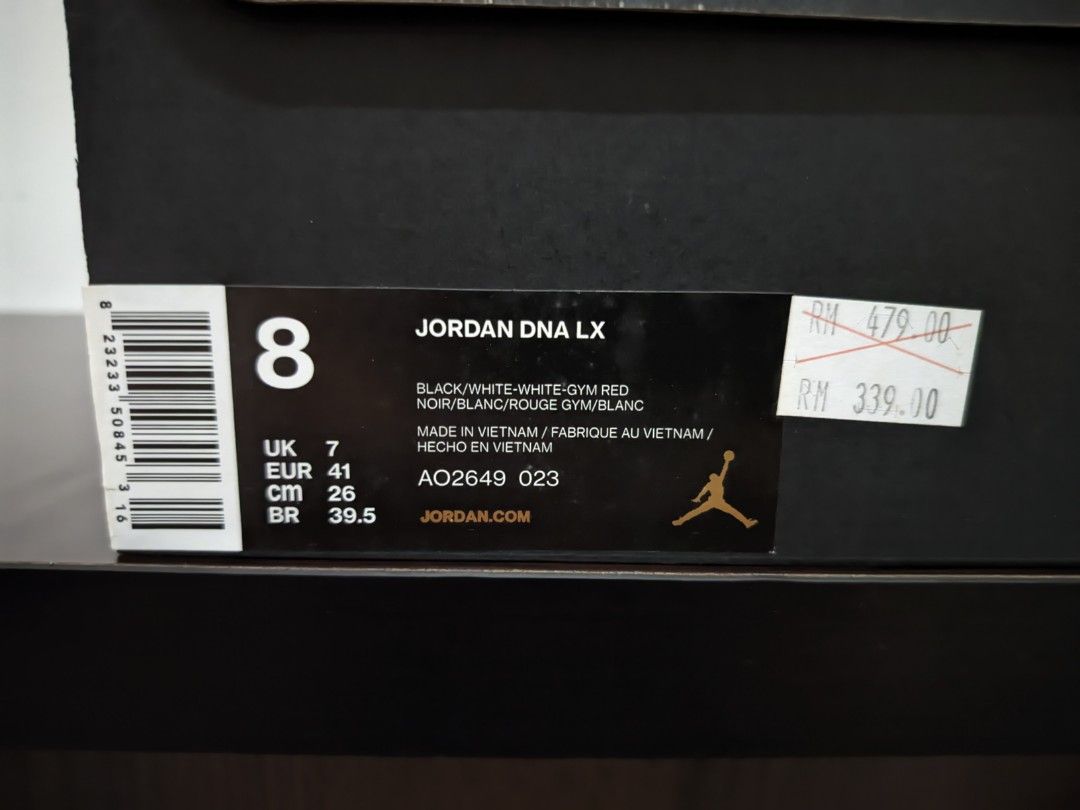 8 23233 50845 3 16
8
UK 7
EUR 41
cm 26
BR 39.5
JORDAN DNA LX
BLACK/WHITE-WHITE-GYM RED
NOIR/BLANC/ROUGE GYM/BLANC
MADE IN VIETNAM / FABRIQUE AU VIETNAM /
HECHO EN VIETNAM
AO2649 023
JORDAN.COM
RM 479.00
RM 339.00